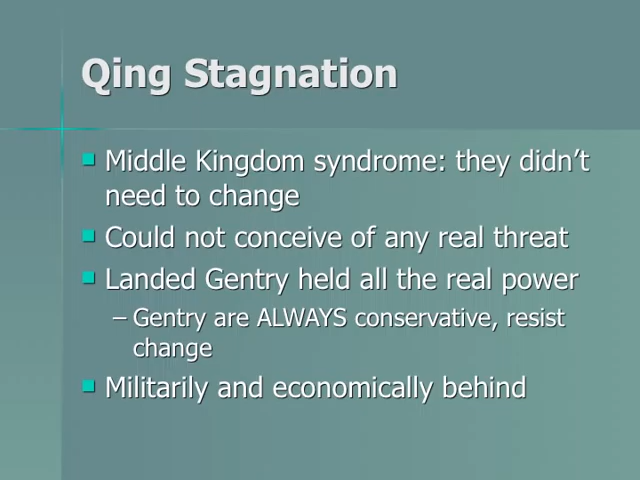 Qing Stagnation
Middle Kingdom syndrome: they didn’t
need to change
Could not conceive of any real threat
Landed Gentry held all the real power
– Gentry are ALWAYS conservative, resist
change
Militarily and economically behind